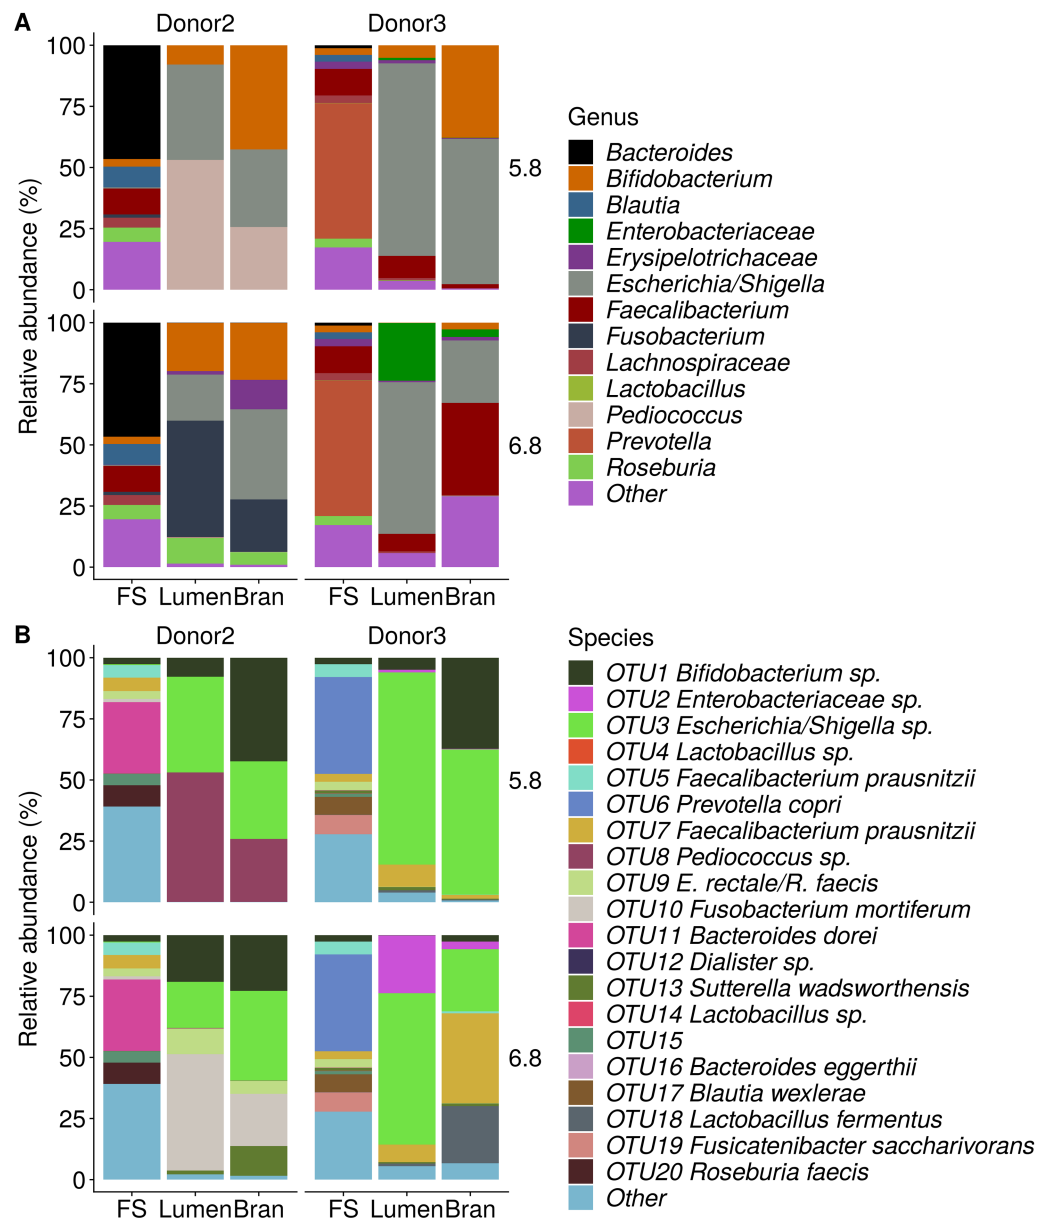 A
Donor2
Donor3
Relative abundance (%)
100
75
50
25
0
5.8
Relative abundance (%)
100
75
50
25
0
6.8
FS Lumen Bran
FS Lumen Bran
Genus
Bacteroides
Bifidobacterium
Blautia
Enterobacteriaceae
Erysipelotrichaceae
Escherichia/Shigella
Faecalibacterium
Fusobacterium
Lachnospiraceae
Lactobacillus
Pediococcus
Prevotella
Roseburia
Other
B
Donor2
Donor3
Relative abundance (%)
100
75
50
25
0
5.8
Relative abundance (%)
100
75
50
25
0
6.8
FS Lumen Bran
FS Lumen Bran
Species
OTU1 Bifidobacterium sp.
OTU2 Enterobacteriaceae sp.
OTU3 Escherichia/Shigella sp.
OTU4 Lactobacillus sp.
OTU5 Faecalibacterium prausnitzii
OTU6 Prevotella copri
OTU7 Faecalibacterium prausnitzii
OTU8 Pediococcus sp.
OTU9 E. rectale/R. faecis
OTU10 Fusobacterium mortiferum
OTU11 Bacteroides dorei
OTU12 Dialister sp.
OTU13 Sutterella wadsworthensis
OTU14 Lactobacillus sp.
OTU15
OTU16 Bacteroides eggerthii
OTU17 Blautia wexlerae
OTU18 Lactobacillus fermentus
OTU19 Fusicatenibacter saccharivorans
OTU20 Roseburia faecis
Other